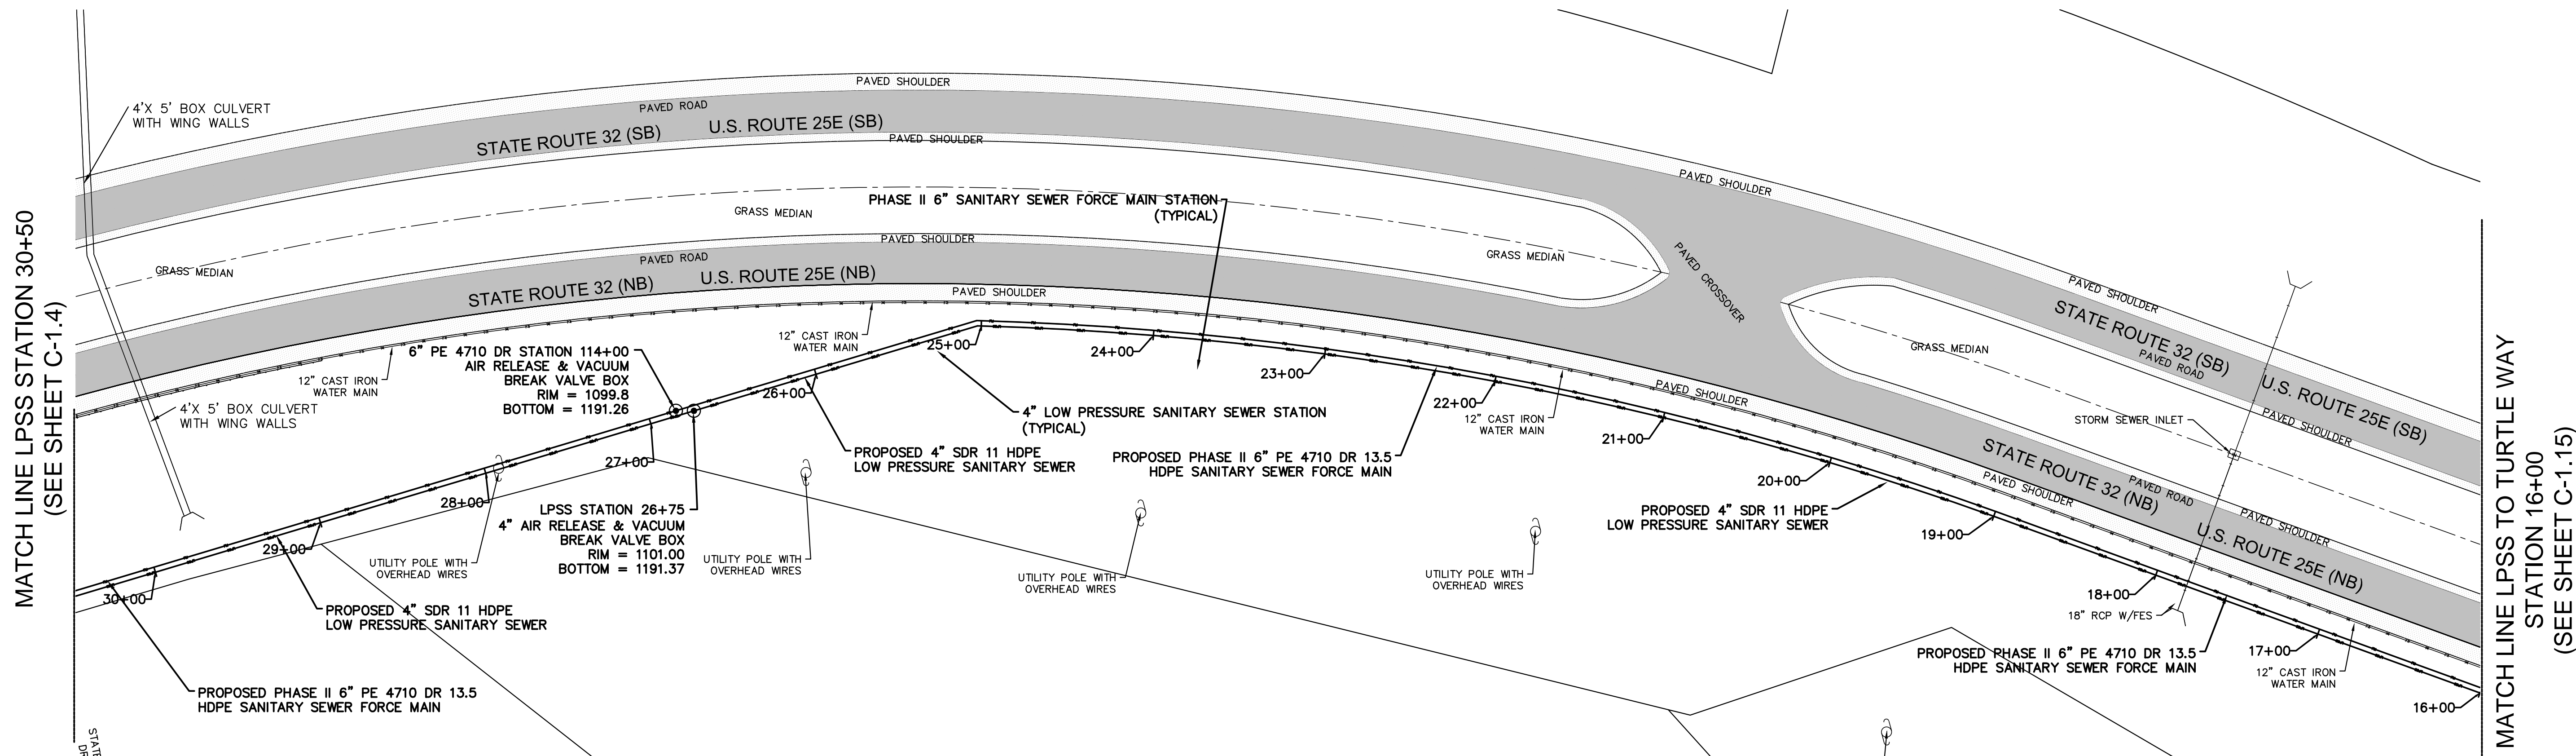 MATCH LINE LPSS STATION 30+50
(SEE SHEET C-1.4)
4'X 5' BOX CULVERT
WITH WING WALLS
PAVED SHOULDER
PAVED ROAD
STATE ROUTE 32 (SB)
U.S. ROUTE 25E (SB)
PAVED SHOULDER
PHASE II 6" SANITARY SEWER FORCE MAIN STATION
(TYPICAL)
GRASS MEDIAN
GRASS MEDIAN
PAVED SHOULDER
PAVED ROAD
STATE ROUTE 32 (NB)
U.S. ROUTE 25E (NB)
PAVED SHOULDER
GRASS MEDIAN
PAVED CROSSOVER
PAVED SHOULDER
PAVED SHOULDER
STATE ROUTE 32 (SB)
PAVED ROAD
U.S. ROUTE 25E (SB)
PAVED SHOULDER
GRASS MEDIAN
STORM SEWER INLET
12" CAST IRON
WATER MAIN
12" CAST IRON
WATER MAIN
4'X 5' BOX CULVERT
WITH WING WALLS
6" PE 4710 DR STATION 114+00
AIR RELEASE & VACUUM
BREAK VALVE BOX
RIM = 1099.8
BOTTOM = 1191.26
25+00
24+00
23+00
22+00
21+00
20+00
19+00
18+00
17+00
16+00
26+00
27+00
28+00
29+00
30+00
4" LOW PRESSURE SANITARY SEWER STATION
(TYPICAL)
PROPOSED 4" SDR 11 HDPE
LOW PRESSURE SANITARY SEWER
PROPOSED PHASE II 6" PE 4710 DR 13.5
HDPE SANITARY SEWER FORCE MAIN
12" CAST IRON
WATER MAIN
PAVED SHOULDER
STATE ROUTE 32 (NB)
PAVED ROAD
U.S. ROUTE 25E (NB)
PAVED SHOULDER
PAVED SHOULDER
LPSS STATION 26+75
4" AIR RELEASE & VACUUM
BREAK VALVE BOX
RIM = 1101.00
BOTTOM = 1191.37
UTILITY POLE WITH
OVERHEAD WIRES
UTILITY POLE WITH
OVERHEAD WIRES
UTILITY POLE WITH
OVERHEAD WIRES
UTILITY POLE WITH
OVERHEAD WIRES
PROPOSED 4" SDR 11 HDPE
LOW PRESSURE SANITARY SEWER
PROPOSED 4" SDR 11 HDPE
LOW PRESSURE SANITARY SEWER
18" RCP W/FES
PROPOSED PHASE II 6" PE 4710 DR 13.5
HDPE SANITARY SEWER FORCE MAIN
12" CAST IRON
WATER MAIN
PROPOSED PHASE II 6" PE 4710 DR 13.5
HDPE SANITARY SEWER FORCE MAIN
STATE
MATCH LINE LPSS TO TURTLE WAY
STATION 16+00
(SEE SHEET C-1.15)